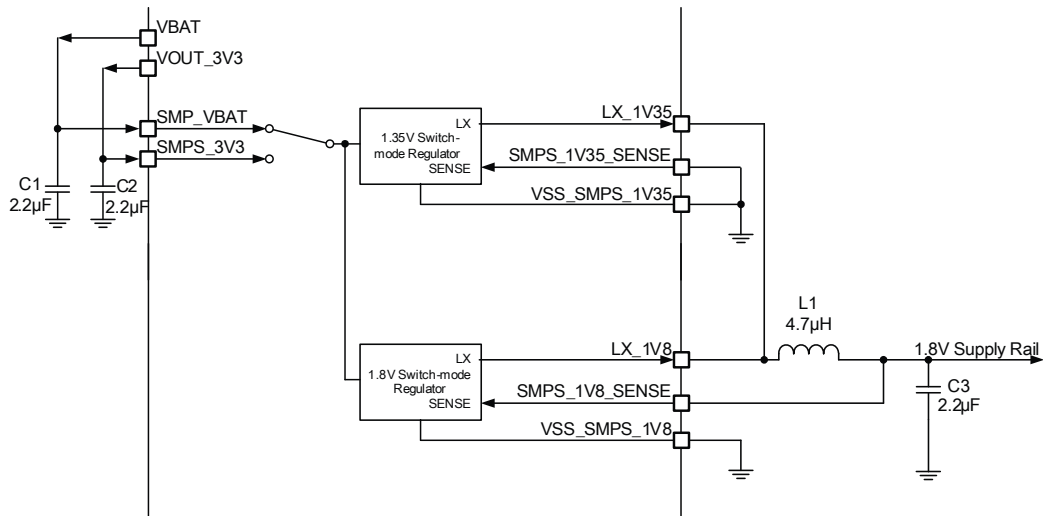 VBAT
VOUT_3V3
SMP_VBAT
SMPS_3V3
C1
2.2µF
C2
2.2µF
LX
1.35V Switch-
mode Regulator
SENSE
LX_1V35
SMPS_1V35_SENSE
VSS_SMPS_1V35
L1
4.7µH
LX
1.8V Switch-mode
Regulator
SENSE
LX_1V8
SMPS_1V8_SENSE
VSS_SMPS_1V8
1.8V Supply Rail
C3
2.2µF